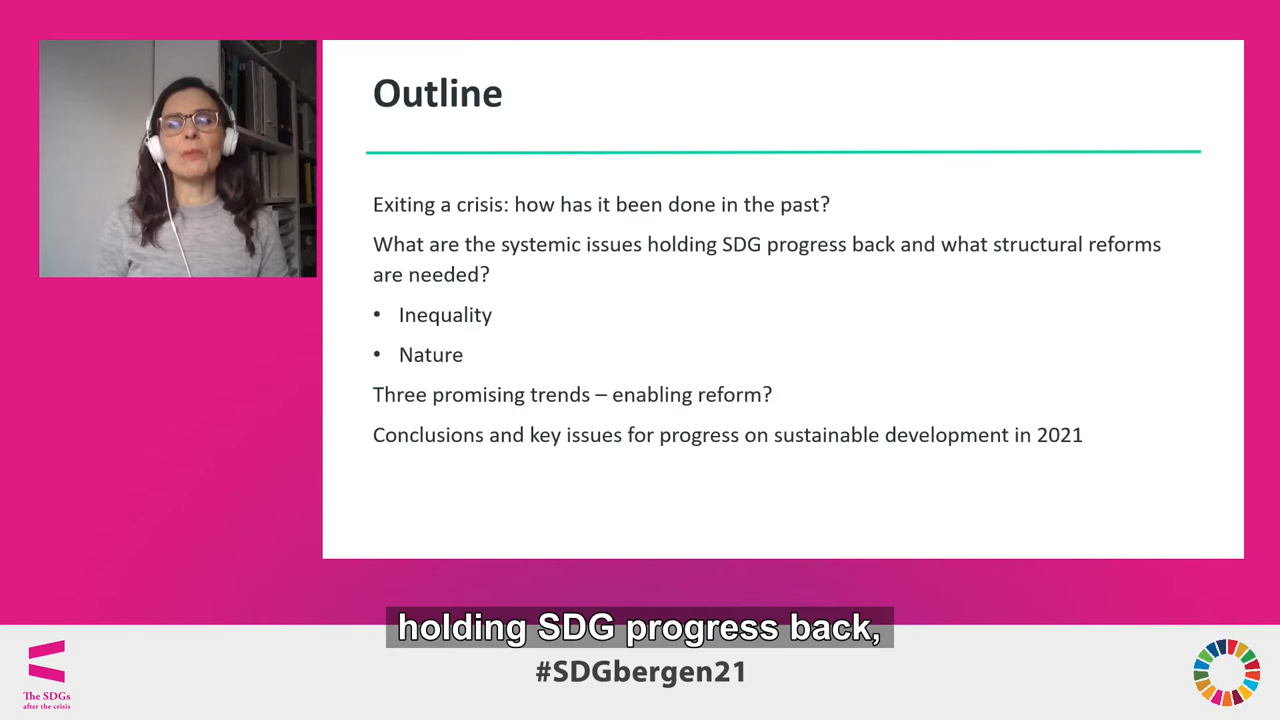 Outline
Exiting a crisis: how has it been done in the past?
What are the systemic issues holding SDG progress back and what structural reforms
are needed?
• Inequality
• Nature
Three promising trends – enabling reform?
Conclusions and key issues for progress on sustainable development in 2021
holding SDG progress back,
#SDGbergen21
The SDGs
after the crisis